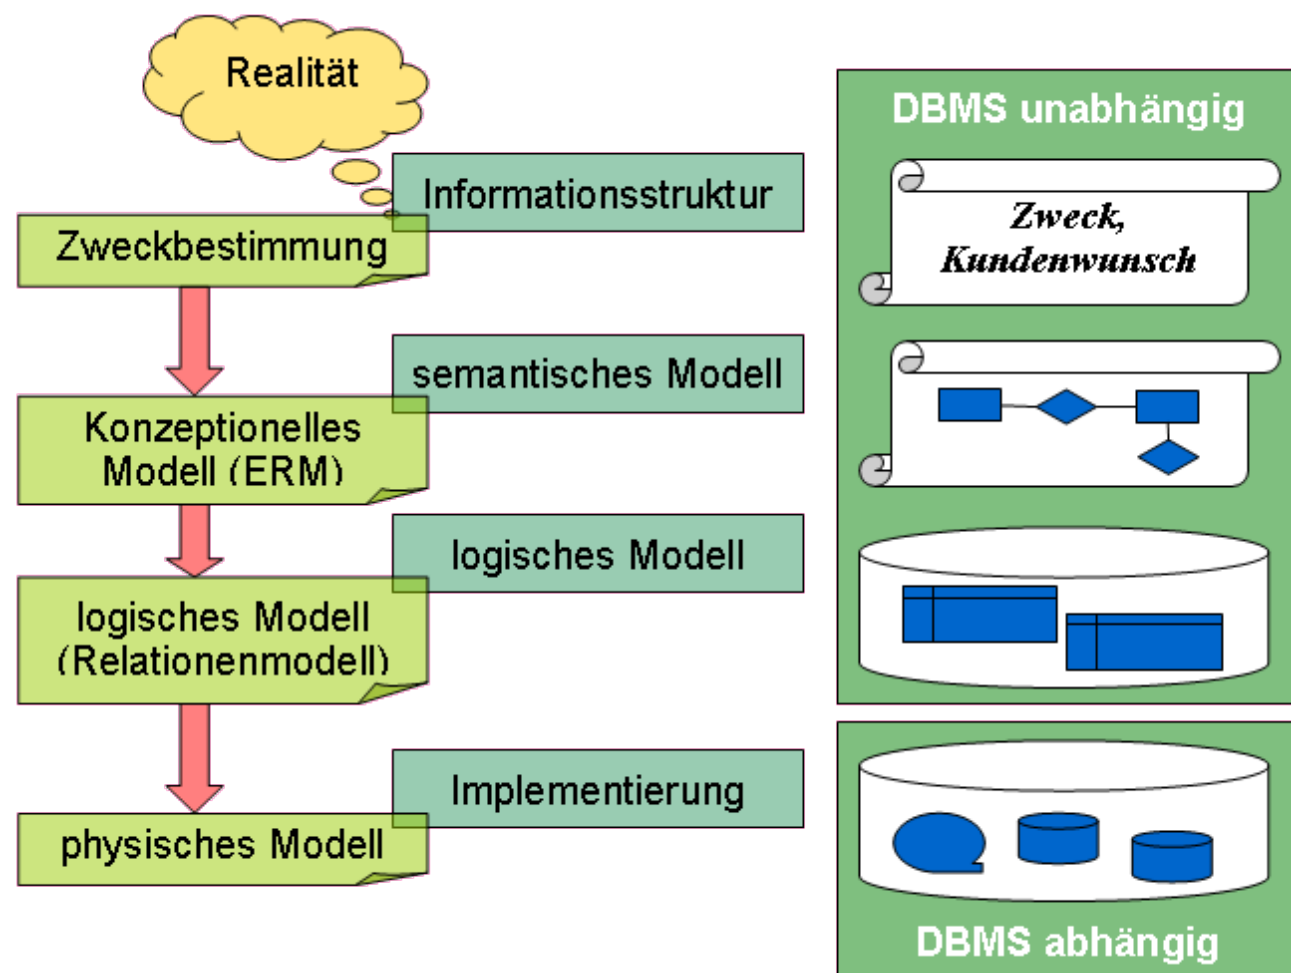 Realität
Informationsstruktur
Zweckbestimmung
semantisches Modell
Konzeptionelles
Modell (ERM)
logisches Modell
logisches Modell
(Relationenmodell)
Implementierung
physisches Modell
DBMS unabhängig
Zweck,
Kundenwunsch
DBMS abhängig